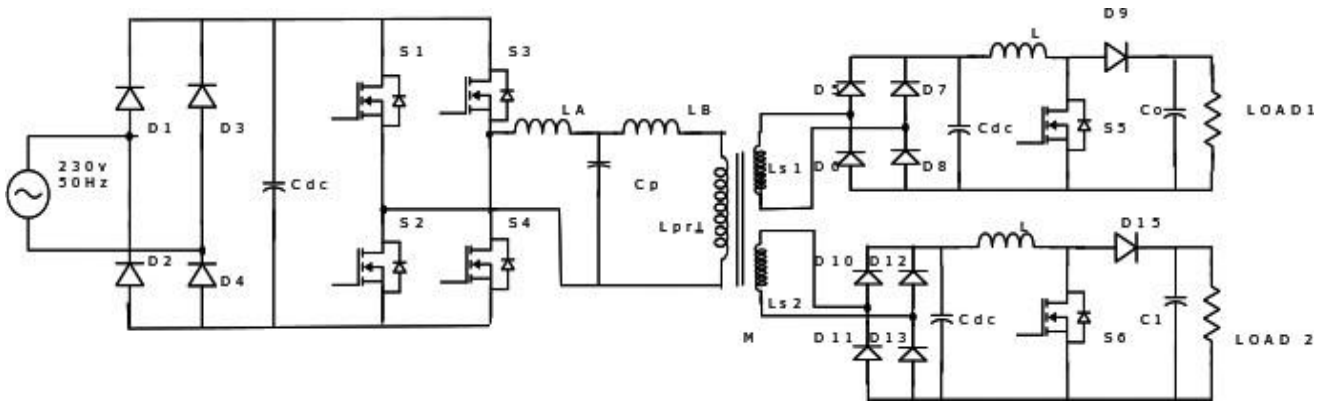 D9
S1
S3
L
D5
D7
LA
LB
Cdc
S5
Co
LOAD1
D1
D3
D6
D8
Ls1
230v
50Hz
Cdc
Cp
S2
S4
Lpri
D15
L
D2
D4
D10
D12
Ls2
Cdc
C1
M
D11
D13
S6
LOAD 2